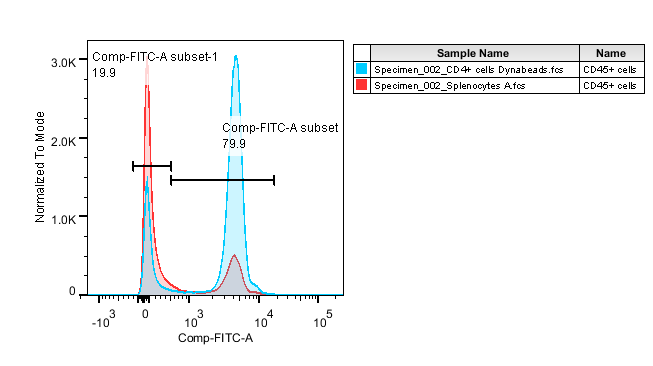 Comp-FITC-A subset-1
19.9
Comp-FITC-A subset
79.9
Normalized To Mode
3.0K
2.0K
1.0K
0
-10 3
0
10 3
10 4
10 5
Comp-FITC-A
Sample Name Name
Specimen_002_CD4+ cells Dynabeads.fcs CD45+ cells
Specimen_002_Splenocytes A.fcs CD45+ cells